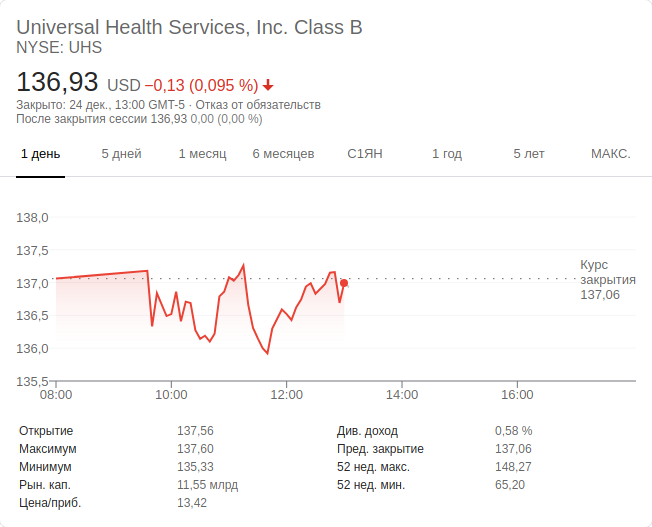 Universal Health Services, Inc. Class B
NYSE: UHS
136,93 USD −0,13 (0,095 %)
Закрыто: 24 дек., 13:00 GMT-5 · Отказ от обязательств
После закрытия сессии 136,93 0,00 (0,00 %)
1 день 5 дней 1 месяц 6 месяцев С1ЯН 1 год 5 лет МАКС.
138,0
137,5
137,0
136,5
136,0
135,5
Курс
закрытия
137,06
08:00 10:00 12:00 14:00 16:00
Открытие 137,56 Див. доход 0,58 %
Максимум 137,60 Пред. закрытие 137,06
Минимум 135,33 52 нед. макс. 148,27
Рын. кап. 11,55 млрд 52 нед. мин. 65,20
Цена/приб. 13,42